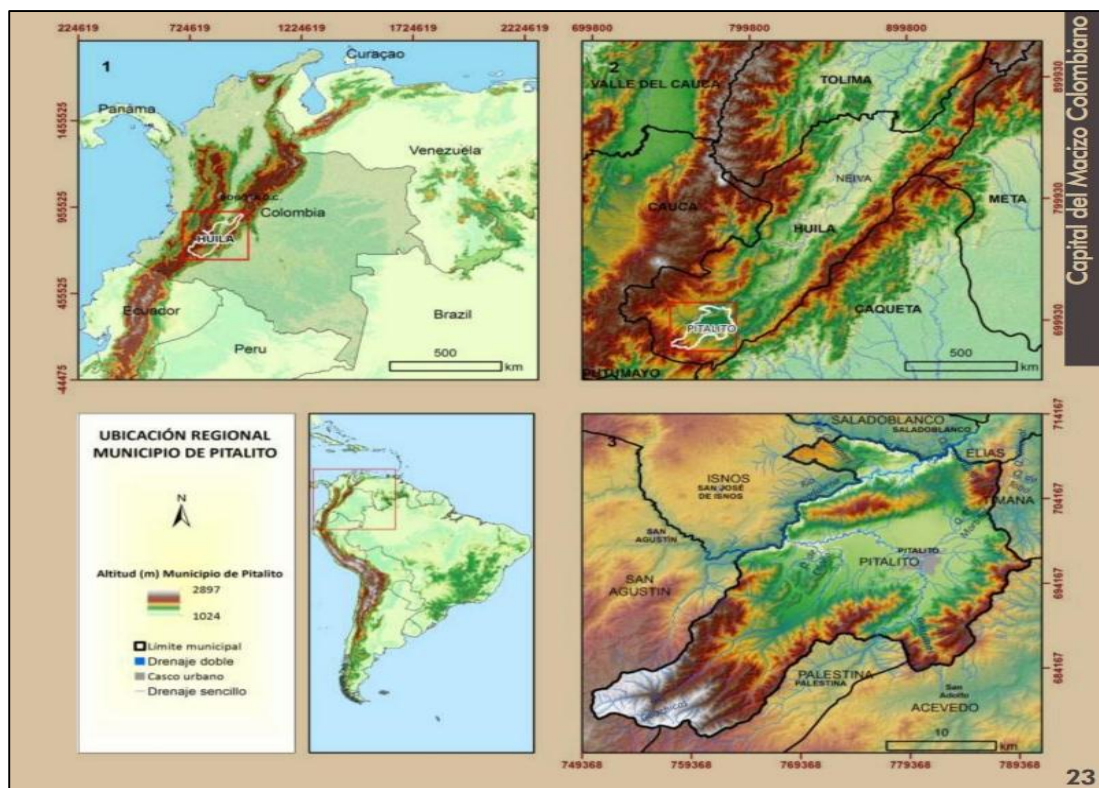 224619 724619 1224619 1724619 2224619
1455525
955525
455525
-44475
1
Curaçao
Panáma
Venezuela
Colombia
HUILA
Ecuador
Peru
Brazil
500
km
699800 799800 899800
899930
799930
699930
2
VALLE DEL CAUCA
TOLIMA
NEIVA
META
CAUCA
HUILA
CAQUETA
PITALITO
PUTUMAYO
500
km
Capital del Macizo Colombiano
UBICACIÓN REGIONAL
MUNICIPIO DE PITALITO
N
Altitud (m) Municipio de Pitalito
2897
1024
Límite municipal
Drenaje doble
Casco urbano
Drenaje sencillo
714167
704167
694167
684167
3
SALADOBLANCO
SALADOBLANCO
ELIAS
ISNOS
SAN JOSÉ
DE ISNOS
TIMANA
SAN
AGUSTÍN
PITALITO
PITALITO
SAN
AGUSTIN
PALESTINA
PALESTINA
San
Adolfo
ACEVEDO
10
km
749368 759368 769368 779368 789368
23